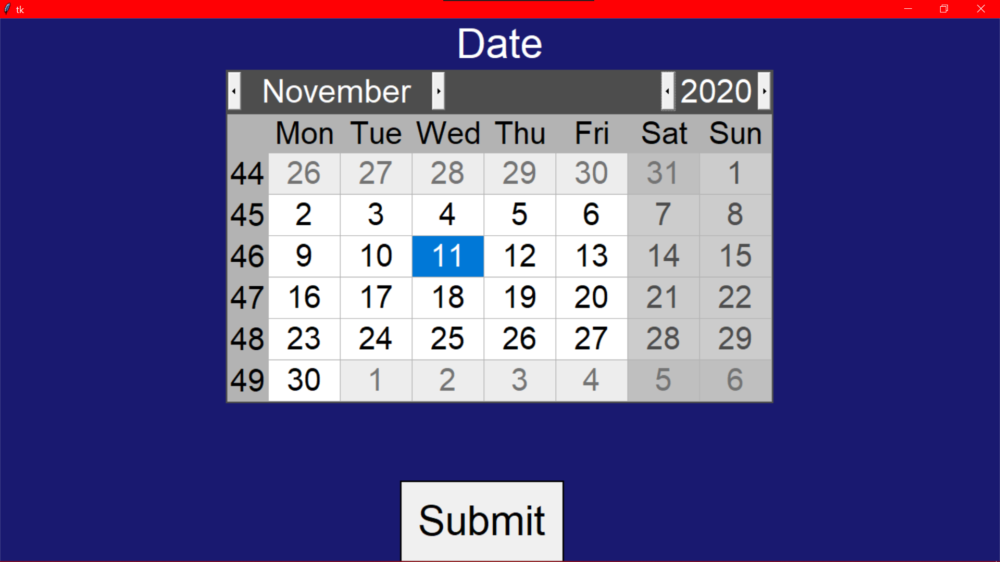 tk
Date
November 2020
Mon Tue Wed Thu Fri Sat Sun
44 26 27 28 29 30 31 1
45 2 3 4 5 6 7 8
46 9 10 11 12 13 14 15
47 16 17 18 19 20 21 22
48 23 24 25 26 27 28 29
49 30 1 2 3 4 5 6
Submit